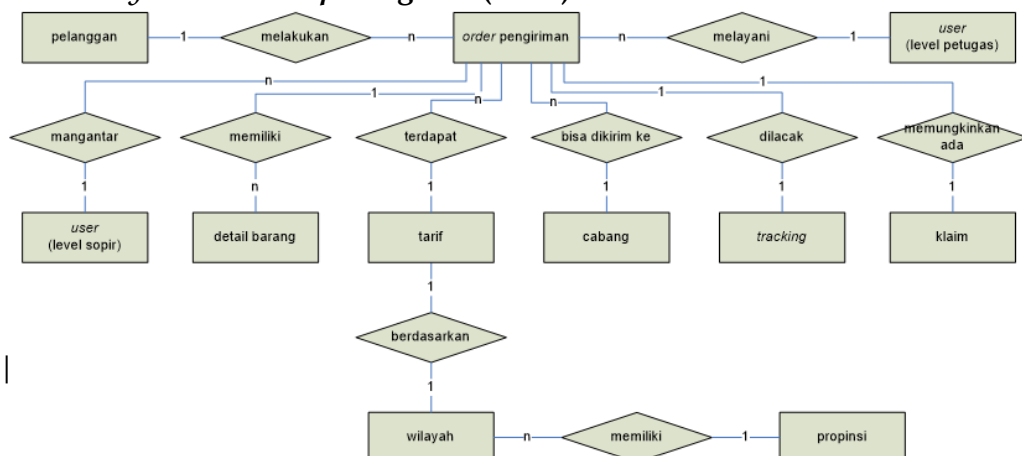 pelanggan
1
melakukan
n
order pengiriman
n
melayani
1
user
(level petugas)
n
1
n
n
1
1
mangantar
memiliki
terdapat
bisa dikirim ke
dilacak
memungkinkan
ada
1
n
1
1
1
1
user
(level sopir)
detail barang
tarif
cabang
tracking
klaim
1
berdasarkan
1
wilayah
n
memiliki
1
propinsi